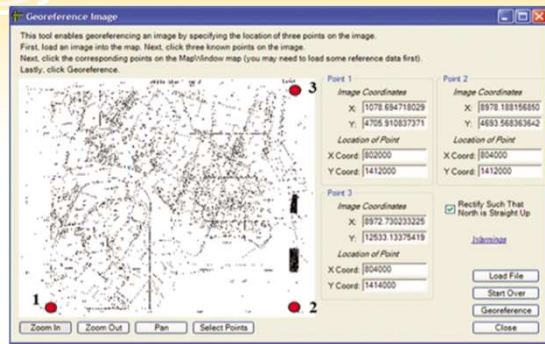 Georeference Image
This tool enables georeferencing an image by specifying the location of three points on the image.
First, load an image into the map. Next, click three known points on the image.
Next, click the corresponding points on the MapWindow map (you may need to load some reference data first).
Lastly, click Georeference.
3
1
2
Zoom In
Zoom Out
Pan
Select Points
Point 1
Image Coordinates
X: 1078.694718029
Y: 4705.910837371
Location of Point
X Coord: 802000
Y Coord: 1412000
Point 2
Image Coordinates
X: 8978.188156850
Y: 4693.568363642
Location of Point
X Coord: 804000
Y Coord: 1412000
Point 3
Image Coordinates
X: 8972.730233225
Y: 12533.13375419
Location of Point
X Coord: 804000
Y Coord: 1414000
Rectify Such That
North is Straight Up
Warnings
Load File
Start Over
Georeference
Close